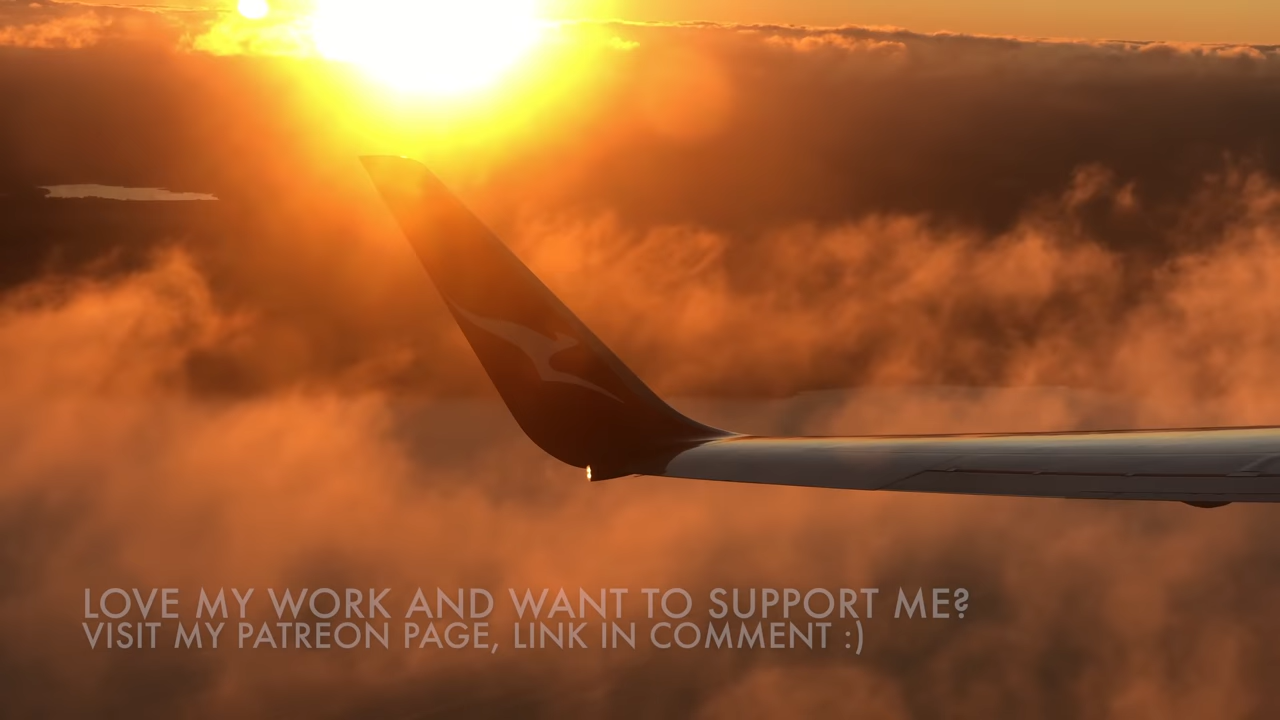 LOVE MY WORK AND WANT TO SUPPORT ME?
VISIT MY PATREON PAGE, LINK IN COMMENT :)